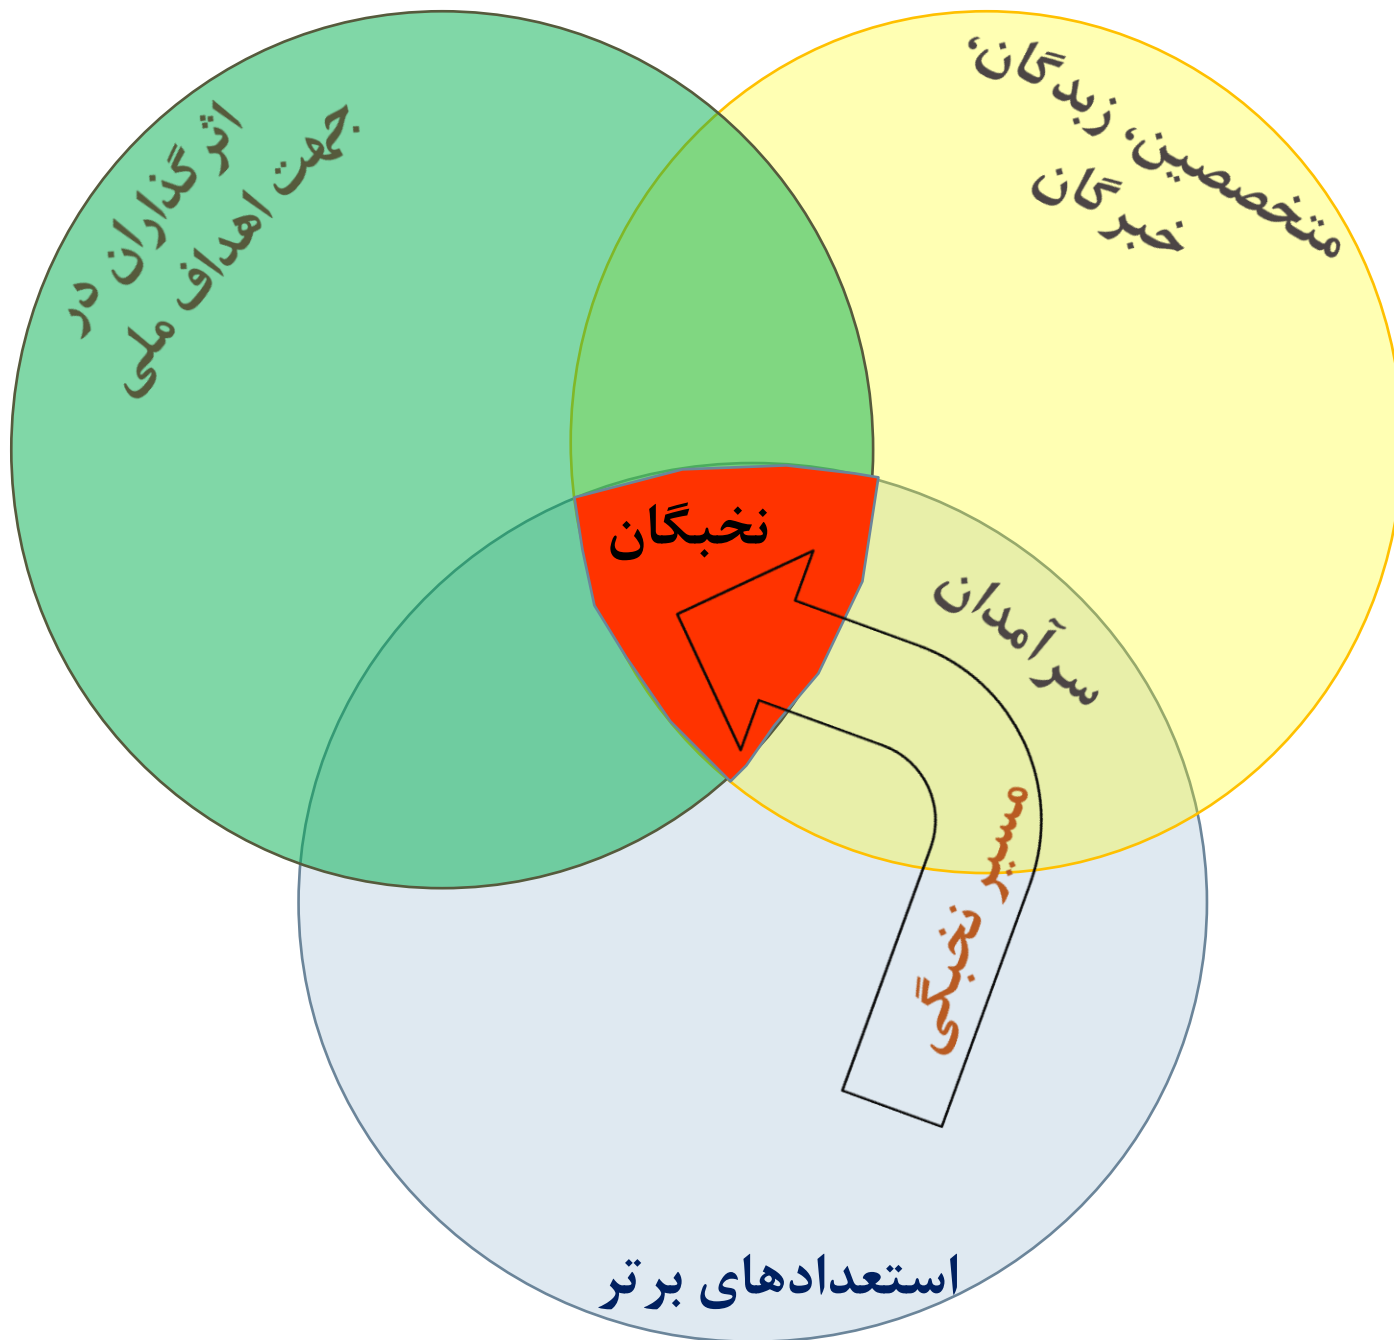 متخصصین، زبدگان،
خبرگان
اثرگذاران در
جهت اهداف ملی
نخبگان
سرآمدان
مسیر نخبگی
استعدادهای برتر